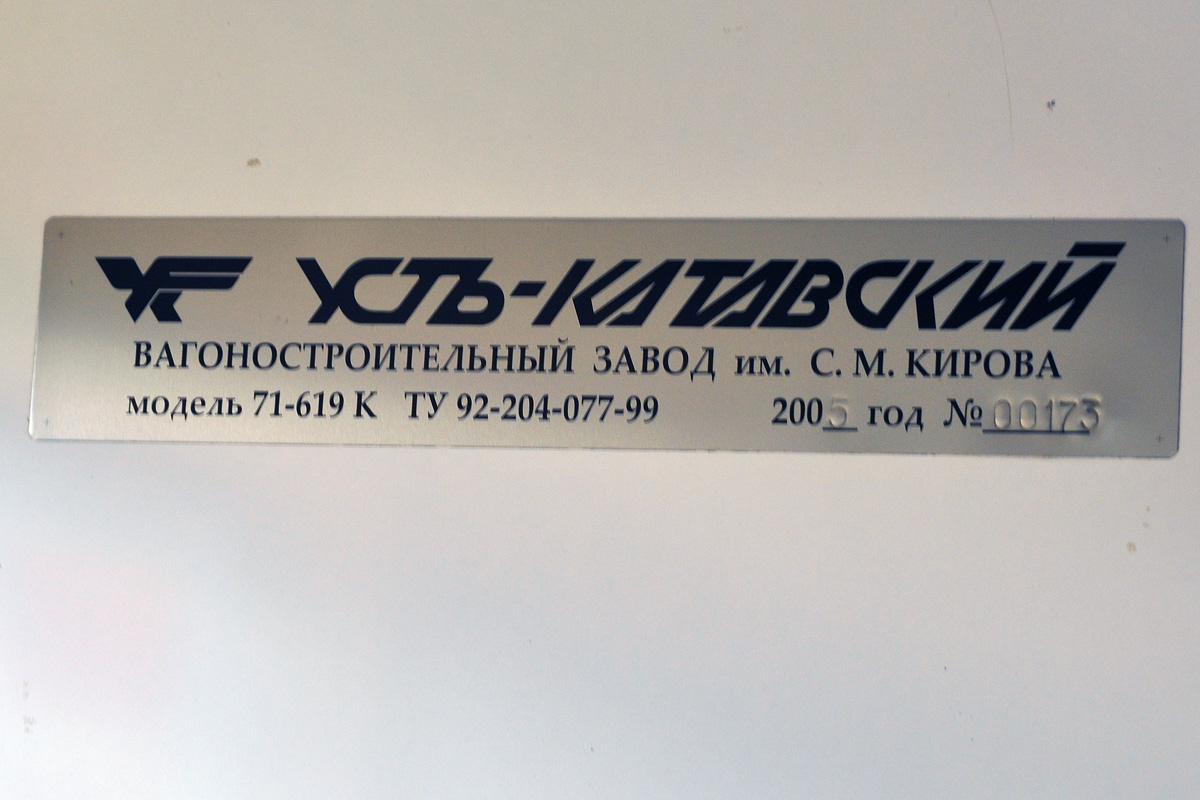 УСТЬ-КАТАВСКИЙ
ВАГОНОСТРОИТЕЛЬНЫЙ ЗАВОД им. С. М. КИРОВА
модель 71-619 К ТУ 92-204-077-99 2005 год №00173